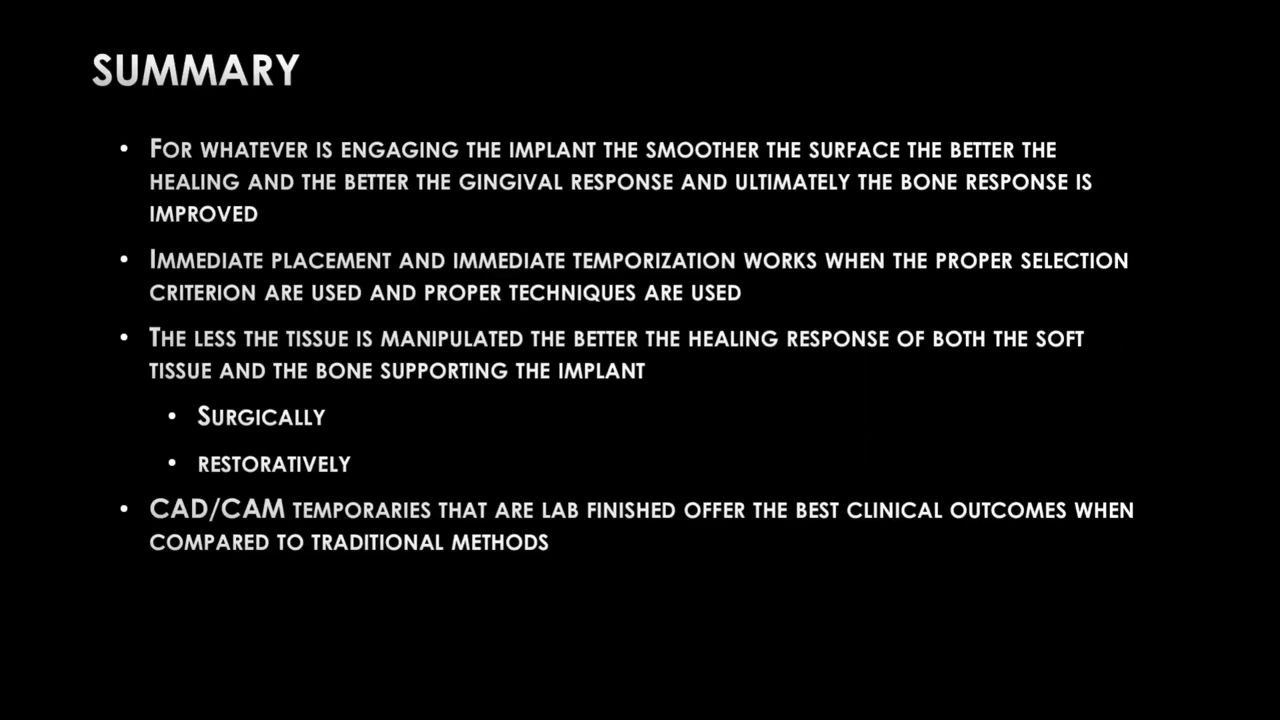 SUMMARY
• FOR WHATEVER IS ENGAGING THE IMPLANT THE SMOOTHER THE SURFACE THE BETTER THE
HEALING AND THE BETTER THE GINGIVAL RESPONSE AND ULTIMATELY THE BONE RESPONSE IS
IMPROVED
• IMMEDIATE PLACEMENT AND IMMEDIATE TEMPORIZATION WORKS WHEN THE PROPER SELECTION
CRITERION ARE USED AND PROPER TECHNIQUES ARE USED
• THE LESS THE TISSUE IS MANIPULATED THE BETTER THE HEALING RESPONSE OF BOTH THE SOFT
TISSUE AND THE BONE SUPPORTING THE IMPLANT
• SURGICALLY
• RESTORATIVELY
• CAD/CAM TEMPORARIES THAT ARE LAB FINISHED OFFER THE BEST CLINICAL OUTCOMES WHEN
COMPARED TO TRADITIONAL METHODS